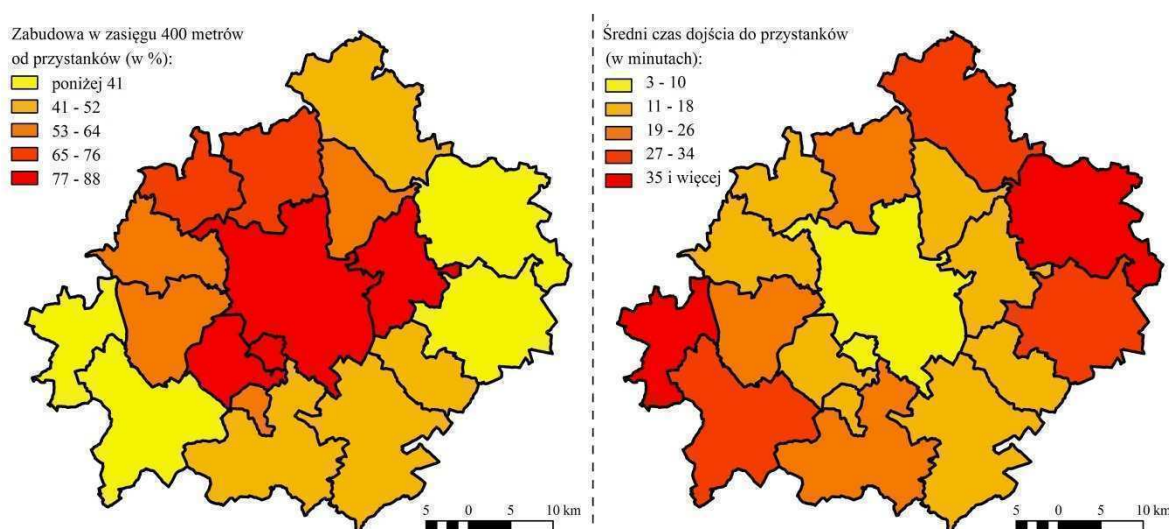 Zabudowa w zasięgu 400 metrów
od przystanków (w %):
poniżej 41
41 - 52
53 - 64
65 - 76
77 - 88
5 0 5 10 km
Średni czas dojścia do przystanków
(w minutach):
3 - 10
11 - 18
19 - 26
27 - 34
35 i więcej
5 0 5 10 km